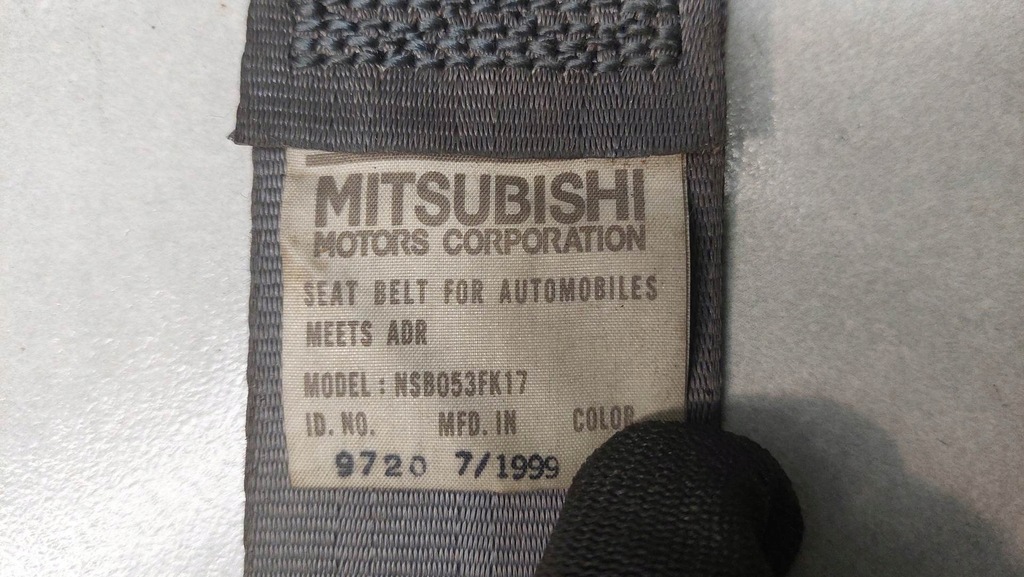 MITSUBISHI
MOTORS CORPORATION
SEAT BELT FOR AUTOMOBILES
MEETS ADR
MODEL : NSB053FK17
ID. NO. MFD. IN COLOR
9720 7/1999